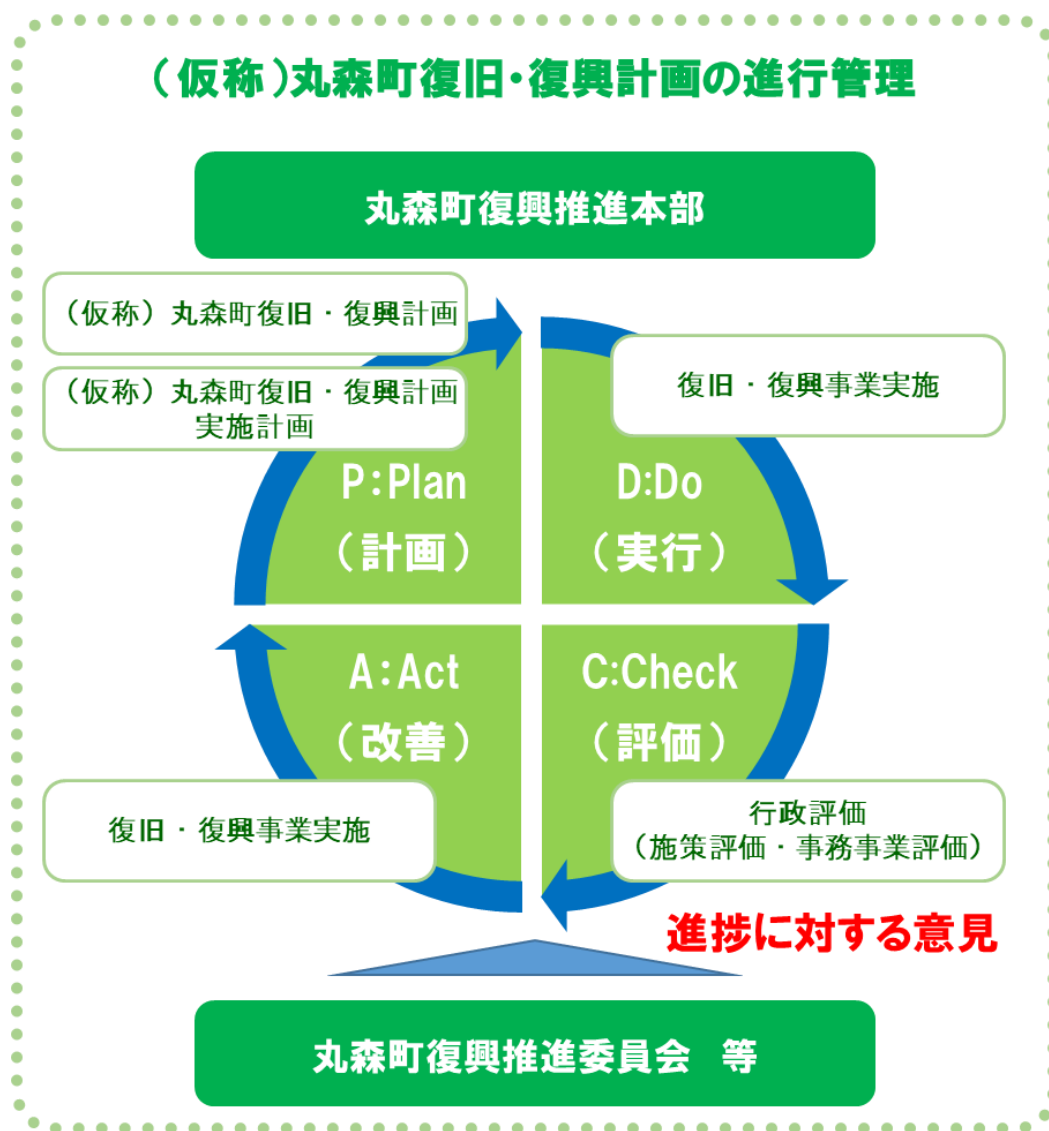 （仮称）丸森町復旧・復興計画の進行管理
丸森町復興推進本部
（仮称）丸森町復旧・復興計画
（仮称）丸森町復旧・復興計画
実施計画
復旧・復興事業実施
P:Plan
（計画）
D:Do
（実行）
A:Act
（改善）
C:Check
（評価）
復旧・復興事業実施
行政評価
（施策評価・事務事業評価）
進捗に対する意見
丸森町復興推進委員会　等